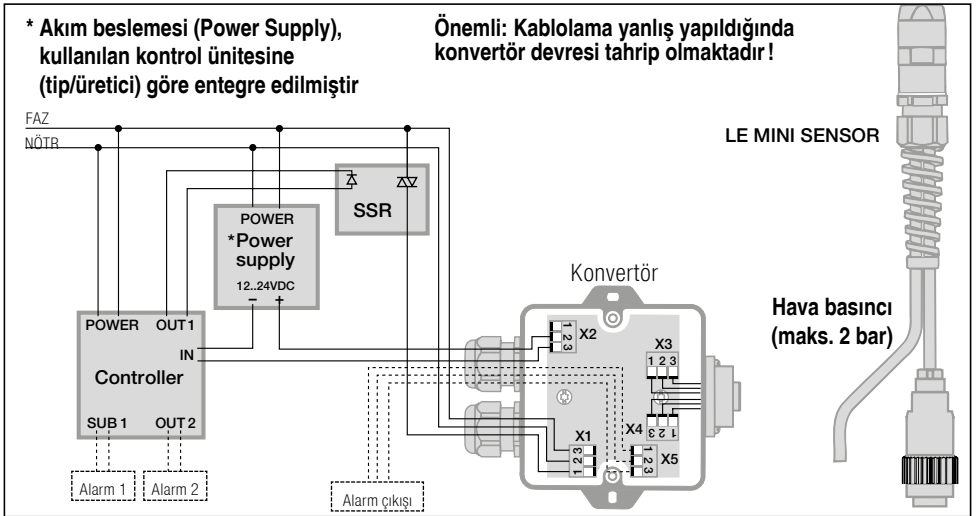 * Akım beslemesi (Power Supply),
kullanılan kontrol ünitesine
(tip/üretici) göre entegre edilmiştir
Önemli: Kablolama yanlış yapıldığında
konvertör devresi tahrip olmaktadır !
FAZ
NÖTR
LE MINI SENSOR
SSR
POWER
*Power
supply
12..24VDC
– +
Konvertör
Hava basıncı
(maks. 2 bar)
POWER OUT1
IN
Controller
SUB 1 OUT 2
1 2 3 X2
X3
1 2 3
X4
1 2 3
X1
1 2 3
X5
1 2 3
Alarm 1
Alarm 2
Alarm çıkışı